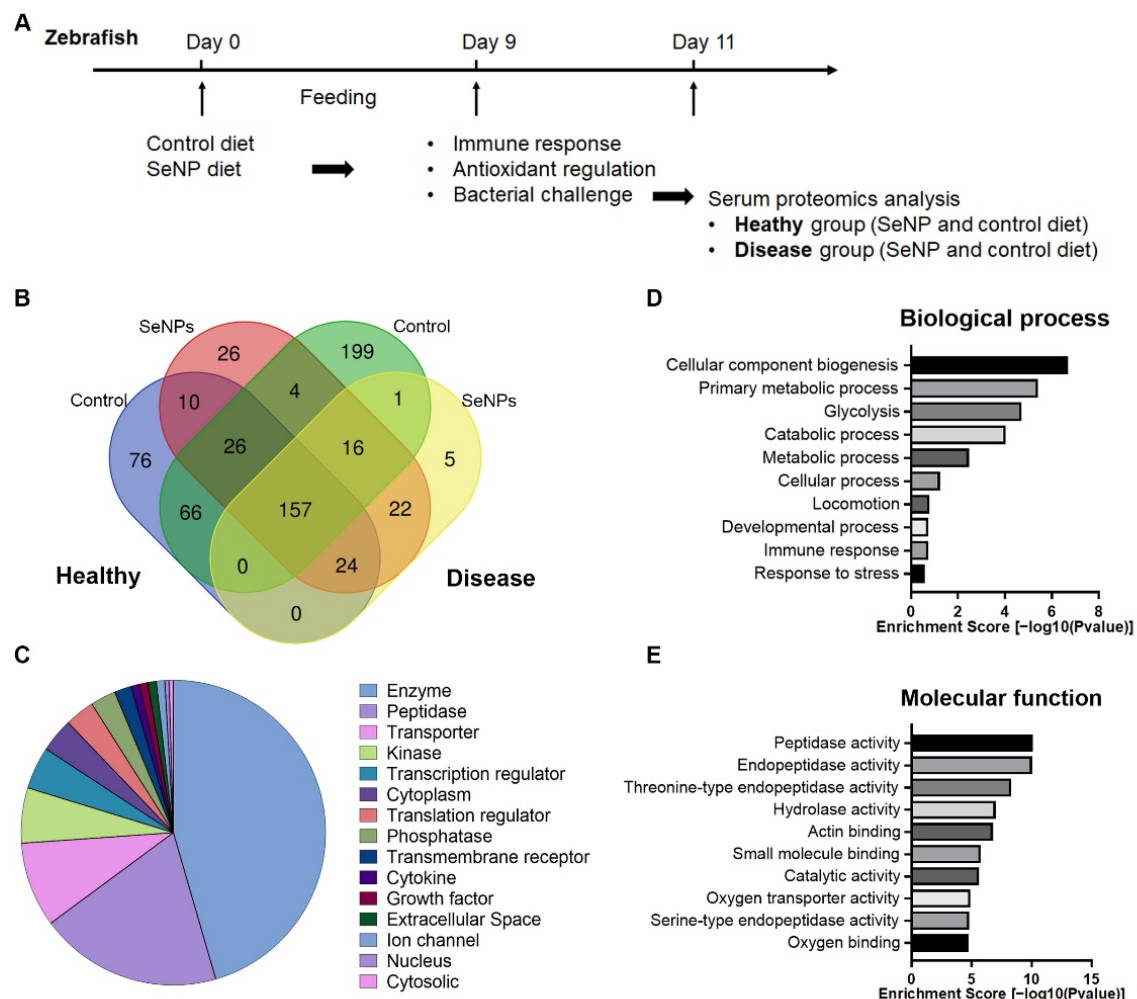 A
Zebrafish
Day 0
Day 9
Day 11
Feeding
Control diet
SeNP diet
• Immune response
• Antioxidant regulation
• Bacterial challenge
Serum proteomics analysis
• Heathy group (SeNP and control diet)
• Disease group (SeNP and control diet)
B
SeNPs
Control
Control
SeNPs
26
199
10
4
1
76
26
16
5
66
157
22
0
24
0
Healthy
Disease
C
Enzyme
Peptidase
Transporter
Kinase
Transcription regulator
Cytoplasm
Translation regulator
Phosphatase
Transmembrane receptor
Cytokine
Growth factor
Extracellular Space
Ion channel
Nucleus
Cytosolic
D
Biological process
Cellular component biogenesis
Primary metabolic process
Glycolysis
Catabolic process
Metabolic process
Cellular process
Locomotion
Developmental process
Immune response
Response to stress
0 2 4 6 8
Enrichment Score [−log10(Pvalue)]
E
Molecular function
Peptidase activity
Endopeptidase activity
Threonine-type endopeptidase activity
Hydrolase activity
Actin binding
Small molecule binding
Catalytic activity
Oxygen transporter activity
Serine-type endopeptidase activity
Oxygen binding
0 5 10 15
Enrichment Score [−log10(Pvalue)]